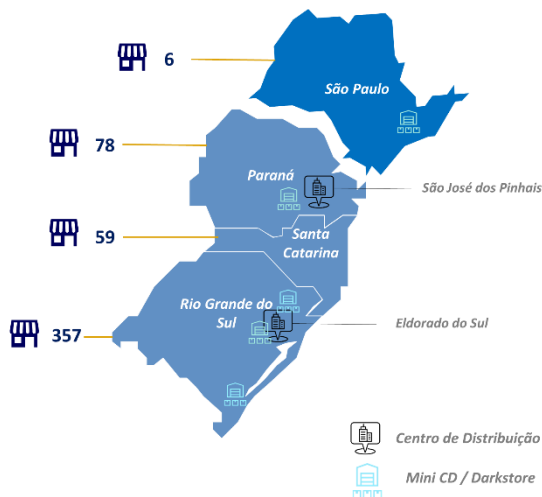 6
São Paulo
78
Paraná
São José dos Pinhais
59
Santa
Catarina
Rio Grande do
Sul
357
Eldorado do Sul
Centro de Distribuição
Mini CD / Darkstore